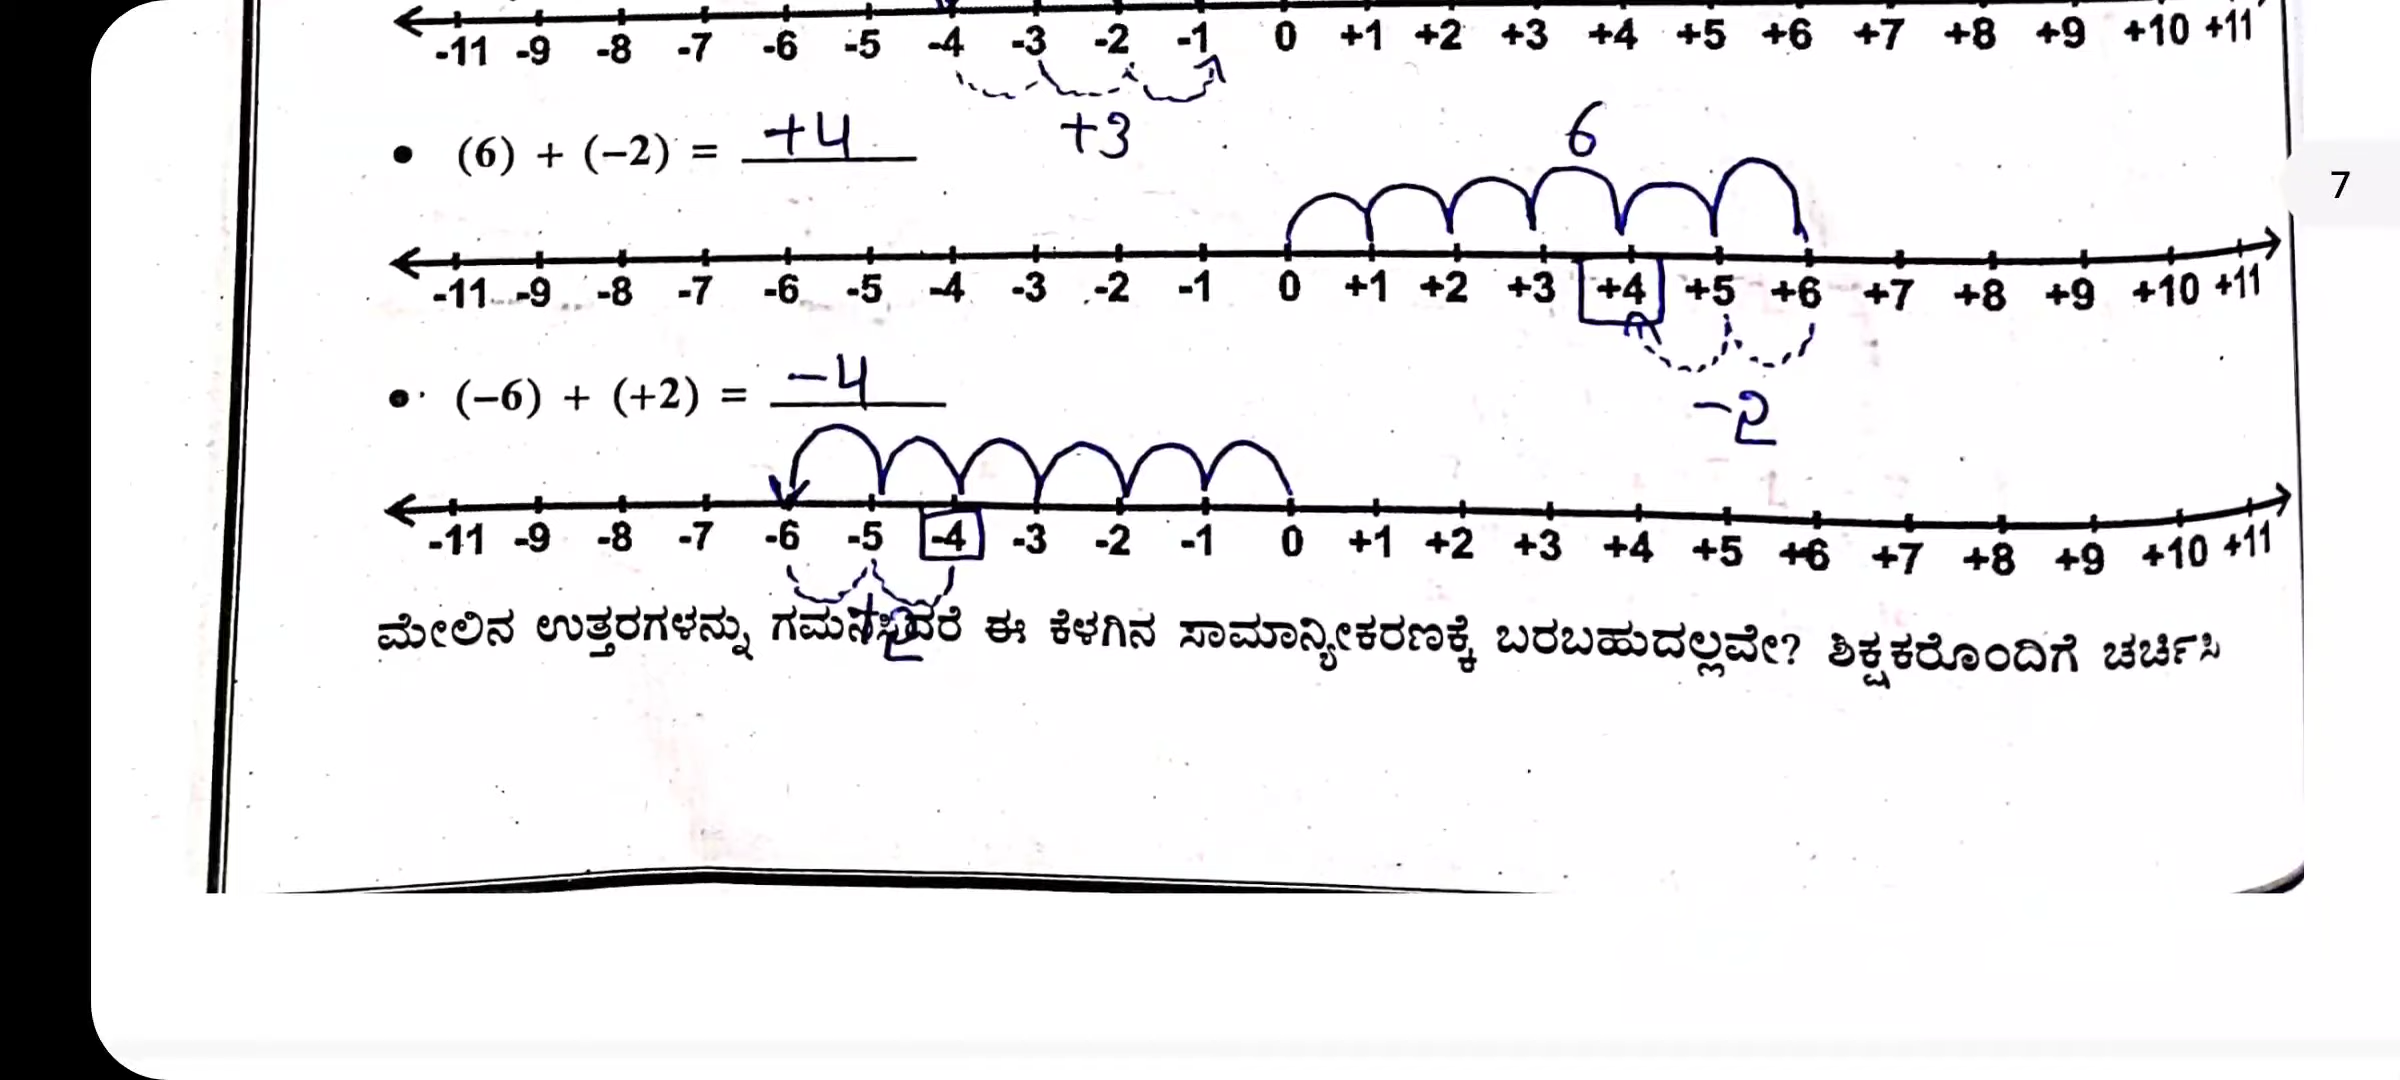 -11 -9 -8 -7 -6 -5 -4 -3 -2 -1 0 +1 +2 +3 +4 +5 +6 +7 +8 +9 +10 +11
+3
• (6) + (-2) = +4
6
7
-11 -9 -8 -7 -6 -5 -4 -3 -2 -1 0 +1 +2 +3 +4 +5 +6 +7 +8 +9 +10 +11
-2
• (-6) + (+2) = -4
-11 -9 -8 -7 -6 -5 -4 -3 -2 -1 0 +1 +2 +3 +4 +5 +6 +7 +8 +9 +10 +11
+2
ಮೇಲಿನ ಉತ್ತರಗಳನ್ನು ಗಮನಿಸಿದರೆ ಈ ಕೆಳಗಿನ ಸಾಮಾನ್ಯೀಕರಣಕ್ಕೆ ಬರಬಹುದಲ್ಲವೇ? ಶಿಕ್ಷಕರೊಂದಿಗೆ ಚರ್ಚಿಸಿ